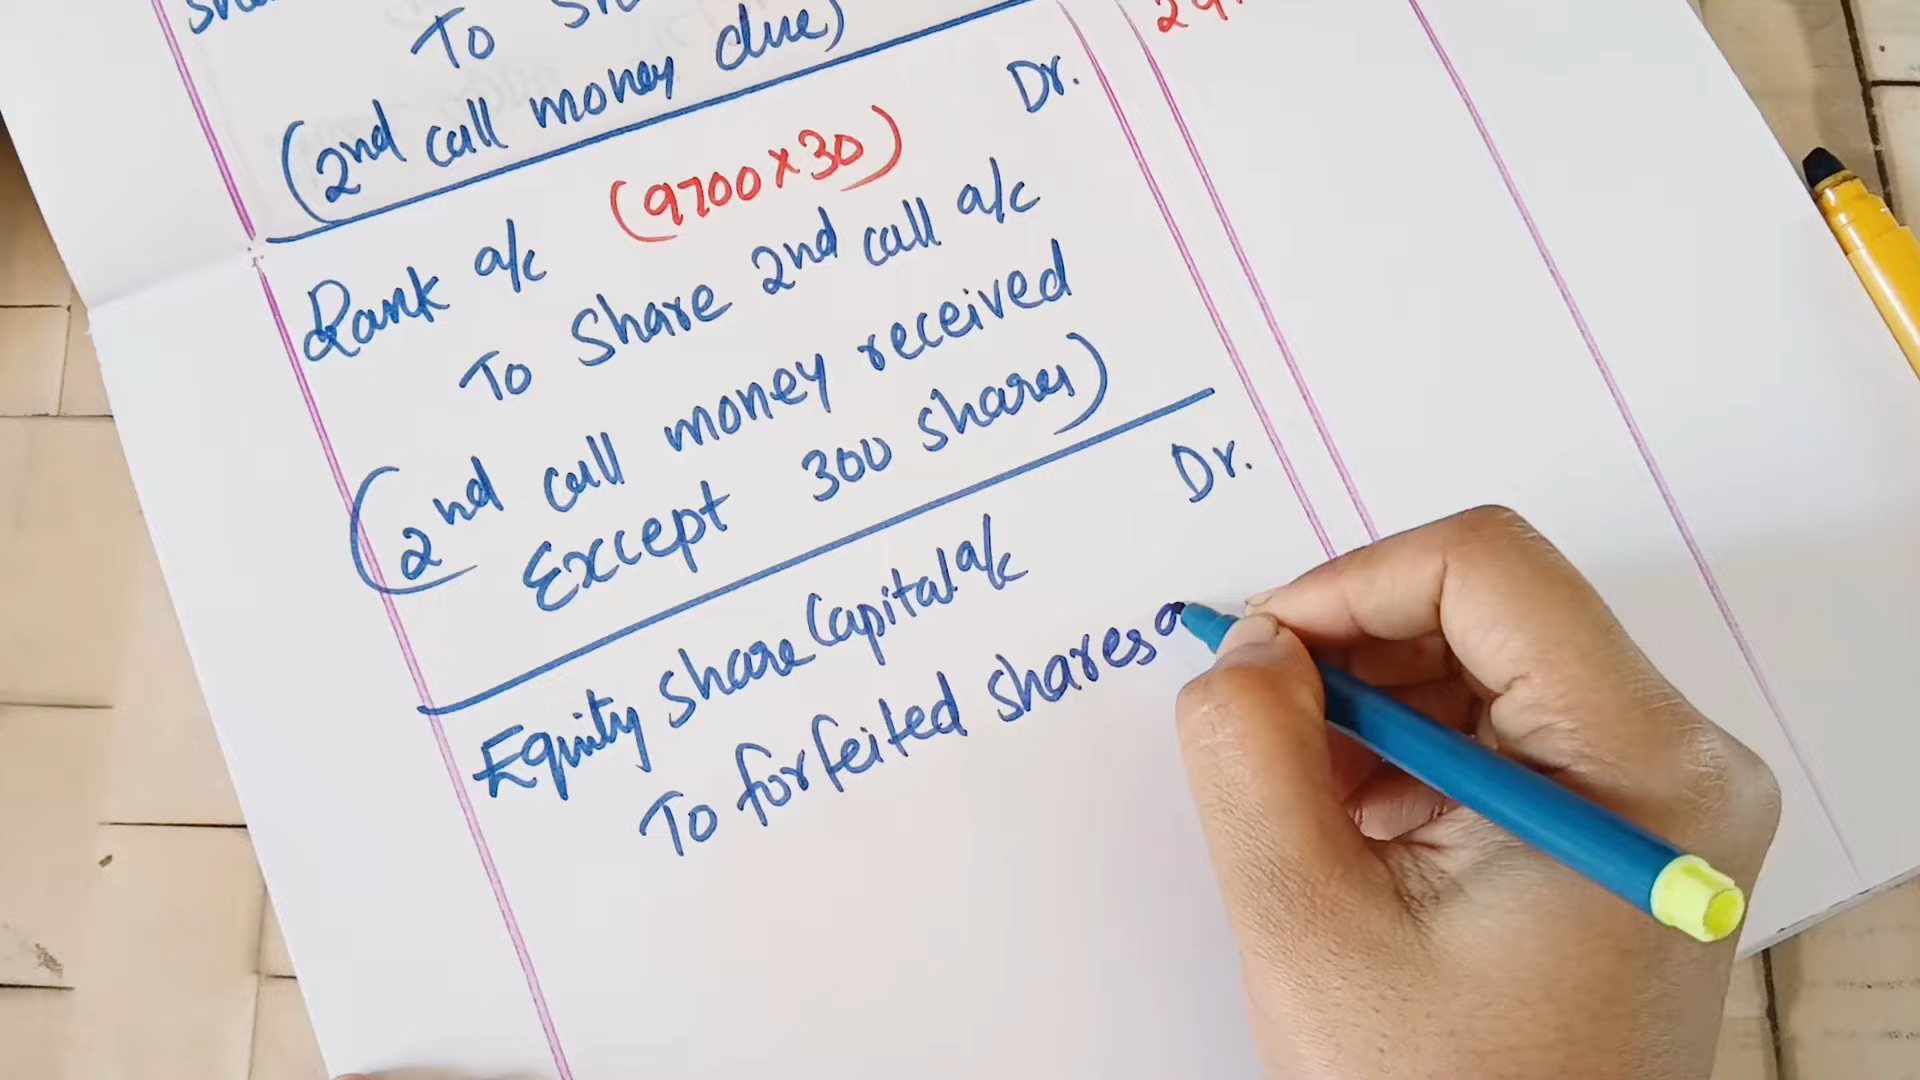 To
(2nd call money due)
Bank a/c (9700×30) Dr.
To Share 2nd call a/c
(2nd call money received
Except 300 shares)
Equity Share Capital a/c Dr.
To forfeited shares a